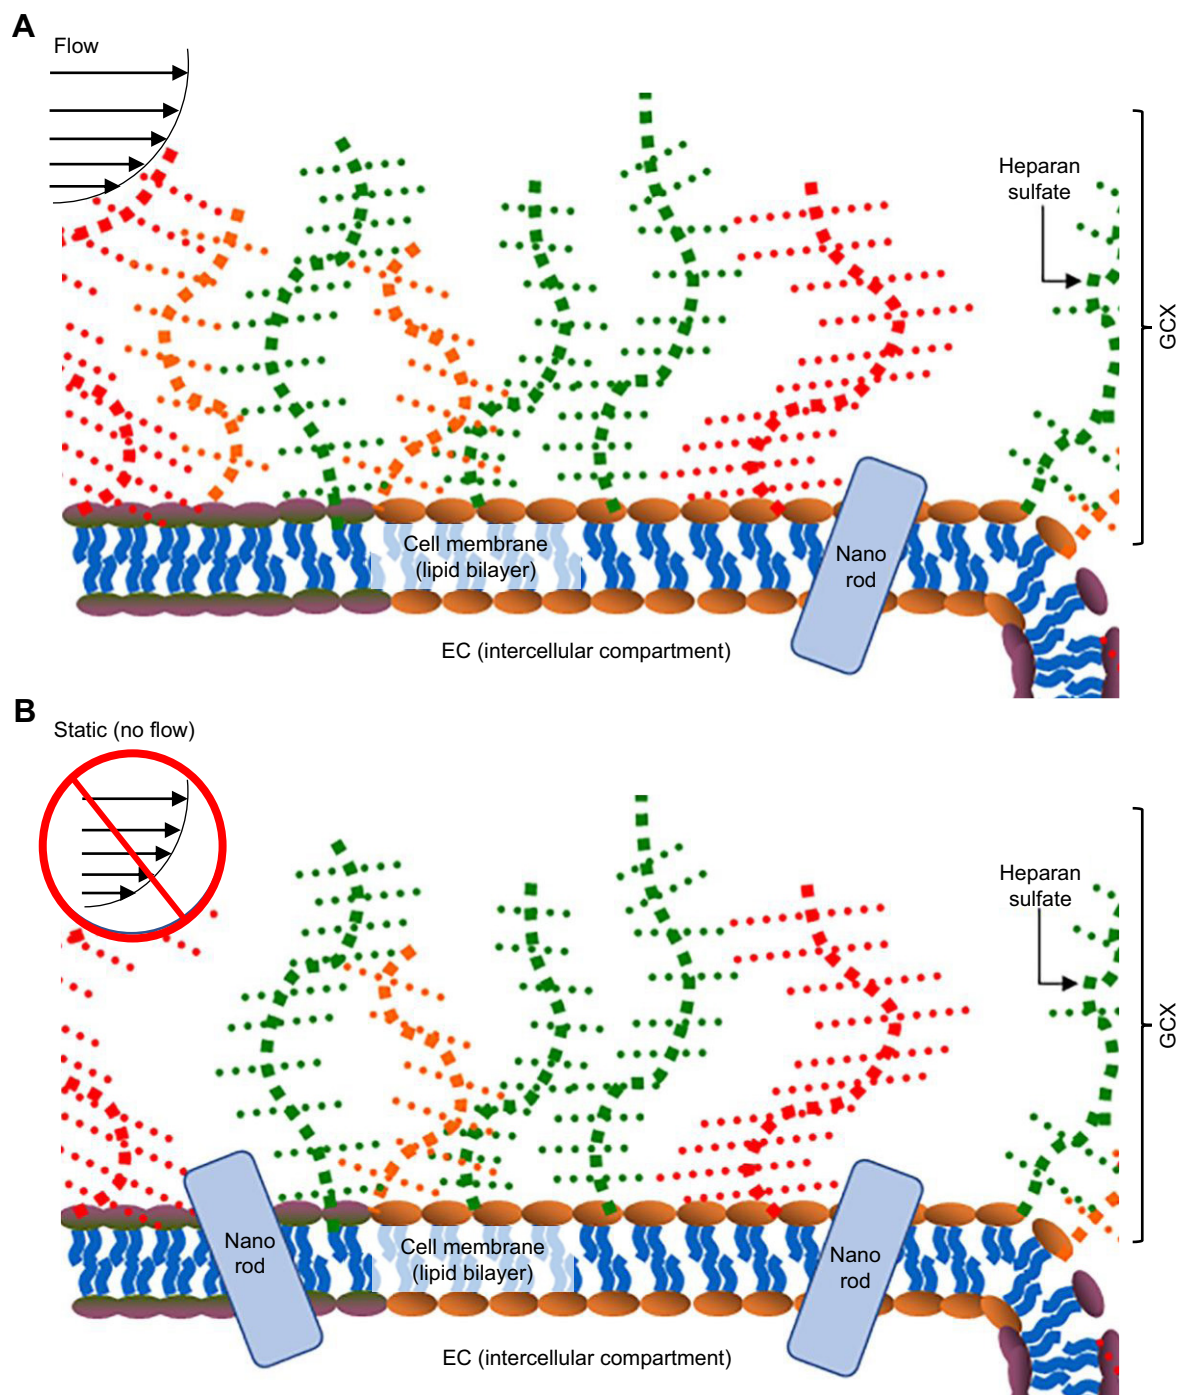 A
Flow
Heparan
sulfate
GCX
Cell membrane
(lipid bilayer)
Nano
rod
EC (intercellular compartment)
B
Static (no flow)
Heparan
sulfate
GCX
Nano
rod
Cell membrane
(lipid bilayer)
Nano
rod
EC (intercellular compartment)